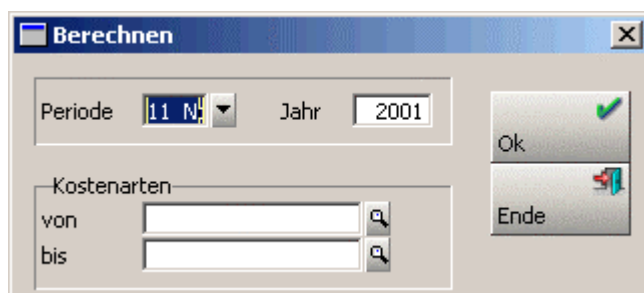 Berechnen
Periode 11 N Jahr 2001
Ok
Kostenarten
von
bis
Ende